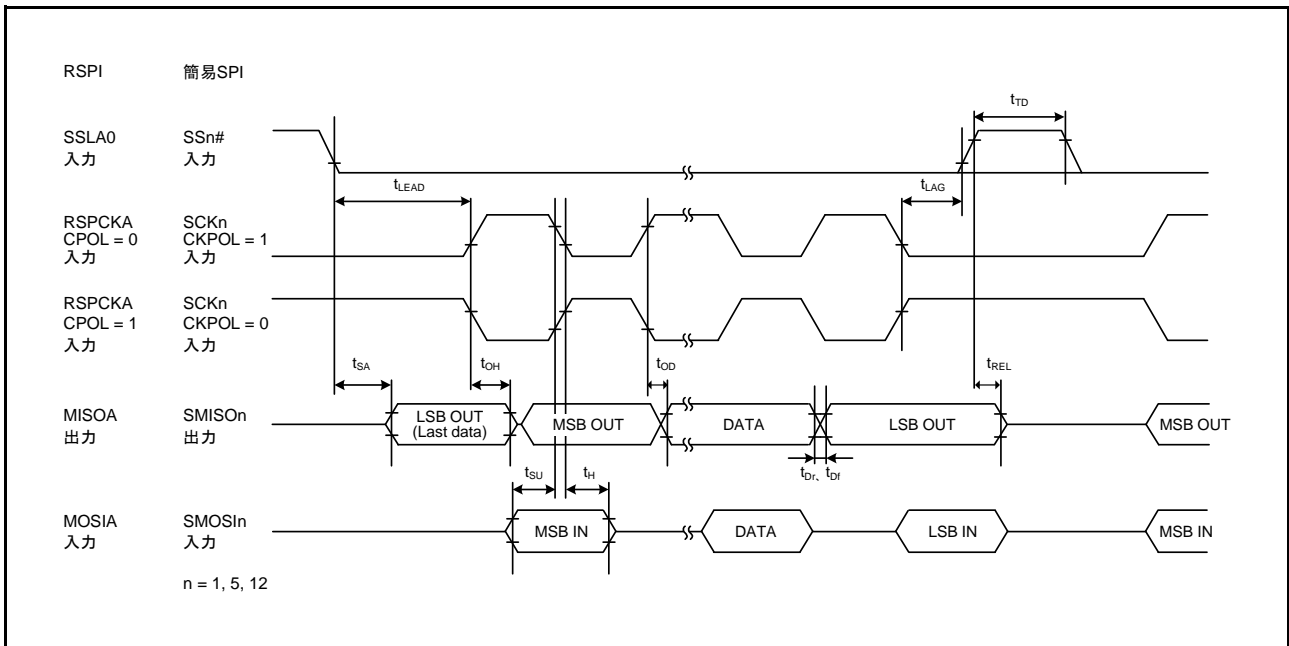 RSPI 簡易SPI
tTD
SSLA0 SSn#
入力 入力
tLEAD tLAG
RSPCKA SCKn
CPOL = 0 CKPOL = 1
入力 入力
RSPCKA SCKn
CPOL = 1 CKPOL = 0
入力 入力
tSA tOH tOD tREL
MISOA SMISOn
出力 出力
LSB OUT
(Last data)
MSB OUT DATA LSB OUT MSB OUT
tSU tH tDr、tDf
MOSIA SMOSIn
入力 入力
MSB IN DATA LSB IN MSB IN
n = 1, 5, 12